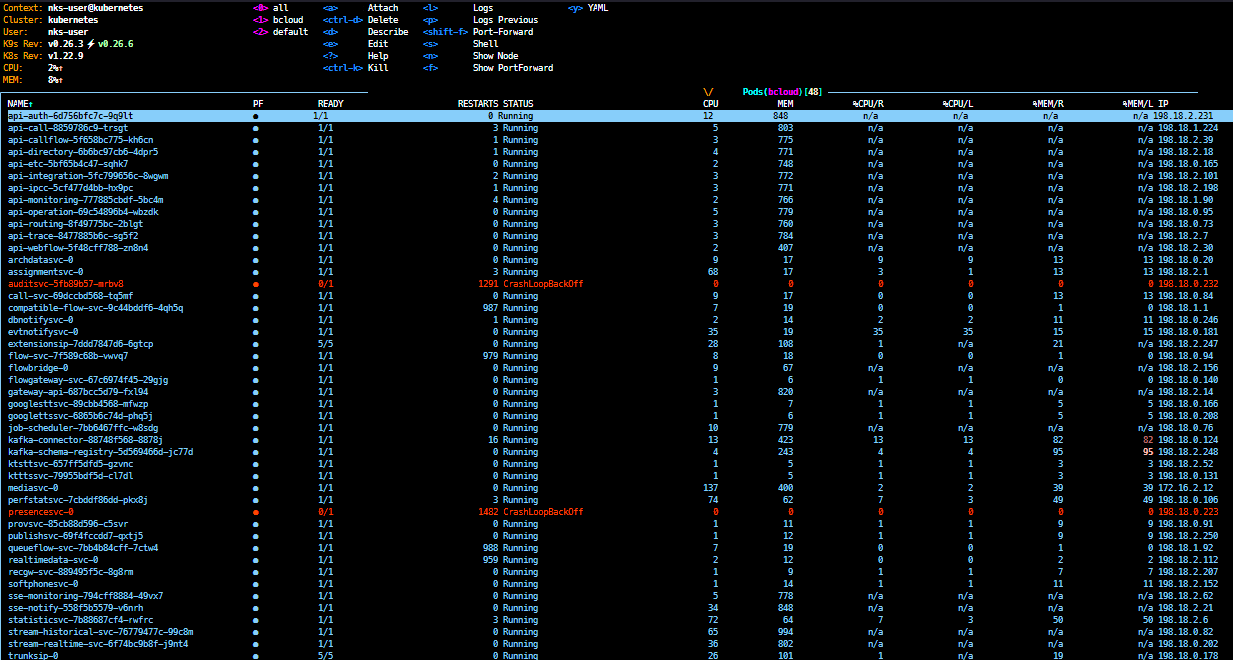 Context: nks-user@kubernetes <0> all <a> Attach <l> Logs <y> YAML
Cluster: kubernetes <1> bcloud <ctrl-d> Delete <p> Logs Previous
User: nks-user <2> default <d> Describe <shift-f> Port-Forward
K9s Rev: v0.26.3 ⚡ v0.26.6 <e> Edit <s> Shell
K8s Rev: v1.22.9 <?> Help <n> Show Node
CPU: 2%↑ <ctrl-k> Kill <f> Show PortForward
MEM: 8%↑
\/ Pods(bcloud)[48]
NAME↑ PF READY RESTARTS STATUS CPU MEM %CPU/R %CPU/L %MEM/R %MEM/L IP
api-auth-6d756bfc7c-9q9lt ● 1/1 0 Running 12 848 n/a n/a n/a n/a 198.18.2.231
api-call-8859786c9-trsgt ● 1/1 3 Running 5 803 n/a n/a n/a n/a 198.18.1.224
api-callflow-5f658bc775-kh6cn ● 1/1 1 Running 3 775 n/a n/a n/a n/a 198.18.2.39
api-directory-6b6bc97cb6-4dpr5 ● 1/1 1 Running 4 771 n/a n/a n/a n/a 198.18.2.18
api-etc-5bf65b4c47-sqhk7 ● 1/1 0 Running 2 748 n/a n/a n/a n/a 198.18.0.165
api-integration-5fc799656c-8wgwm ● 1/1 2 Running 3 772 n/a n/a n/a n/a 198.18.2.101
api-ipcc-5cf477d4bb-hx9pc ● 1/1 1 Running 3 771 n/a n/a n/a n/a 198.18.2.198
api-monitoring-777885cbdf-5bc4m ● 1/1 4 Running 2 766 n/a n/a n/a n/a 198.18.1.90
api-operation-69c54896b4-wbzdk ● 1/1 0 Running 5 779 n/a n/a n/a n/a 198.18.0.95
api-routing-8f49775bc-2blgt ● 1/1 0 Running 3 760 n/a n/a n/a n/a 198.18.0.73
api-trace-8477885b6c-sg5f2 ● 1/1 0 Running 3 784 n/a n/a n/a n/a 198.18.2.7
api-webflow-5f48cff788-zn8n4 ● 1/1 0 Running 2 407 n/a n/a n/a n/a 198.18.2.30
archdatasvc-0 ● 1/1 0 Running 9 17 9 9 13 13 198.18.0.20
assignmentsvc-0 ● 1/1 3 Running 68 17 3 1 13 13 198.18.2.1
auditsvc-5fb89b57-mrbv8 ● 0/1 1291 CrashLoopBackOff 0 0 0 0 0 0 198.18.0.232
call-svc-69dccbd568-tq5mf ● 1/1 0 Running 9 17 0 0 13 13 198.18.0.84
compatible-flow-svc-9c44bddf6-4qh5q ● 1/1 987 Running 7 19 0 0 1 0 198.18.1.1
dbnotifysvc-0 ● 1/1 1 Running 2 14 2 2 11 11 198.18.0.246
evtnotifysvc-0 ● 1/1 0 Running 35 19 35 35 15 15 198.18.0.181
extensionsip-7ddd7847d6-6gtcp ● 5/5 0 Running 28 108 1 n/a 21 n/a 198.18.2.247
flow-svc-7f589c68b-vwvq7 ● 1/1 979 Running 8 18 0 0 1 0 198.18.0.94
flowbridge-0 ● 1/1 0 Running 9 67 n/a n/a n/a n/a 198.18.2.156
flowgateway-svc-67c6974f45-29gjg ● 1/1 0 Running 1 6 1 1 0 0 198.18.0.140
gateway-api-687bcc5d79-fxl94 ● 1/1 0 Running 3 820 n/a n/a n/a n/a 198.18.2.14
googlesttsvc-89cbb4568-mfwzp ● 1/1 0 Running 1 7 1 1 5 5 198.18.0.166
googlettssvc-6865b6c74d-phq5j ● 1/1 0 Running 1 6 1 1 5 5 198.18.0.208
job-scheduler-7bb6467ffc-w8sdg ● 1/1 0 Running 10 779 n/a n/a n/a n/a 198.18.0.76
kafka-connector-88748f568-8878j ● 1/1 16 Running 13 423 13 13 82 82 198.18.0.124
kafka-schema-registry-5d569466d-jc77d ● 1/1 0 Running 4 243 4 4 95 95 198.18.2.248
ktsttsvc-657ff5dfd5-gzvnc ● 1/1 0 Running 1 5 1 1 3 3 198.18.2.52
ktttssvc-79955bdf5d-cl7dl ● 1/1 0 Running 1 5 1 1 3 3 198.18.0.131
mediasvc-0 ● 1/1 0 Running 137 400 2 2 39 39 172.16.2.12
perfstatsvc-7cbddf86dd-pkx8j ● 1/1 3 Running 74 62 7 3 49 49 198.18.0.106
presencesvc-0 ● 0/1 1482 CrashLoopBackOff 0 0 0 0 0 0 198.18.0.223
provsvc-85cb88d596-c5svr ● 1/1 0 Running 1 11 1 1 9 9 198.18.0.91
publishsvc-69f4fccdd7-qxtj5 ● 1/1 0 Running 1 12 1 1 9 9 198.18.2.250
queueflow-svc-7bb4b84cff-7ctw4 ● 1/1 988 Running 7 19 0 0 1 0 198.18.1.92
realtimedata-svc-0 ● 1/1 959 Running 2 12 0 0 2 2 198.18.2.112
recgw-svc-889495f5c-8g8rm ● 1/1 0 Running 1 9 1 1 7 7 198.18.2.207
softphonesvc-0 ● 1/1 0 Running 1 14 1 1 11 11 198.18.2.152
sse-monitoring-794cff8884-49vx7 ● 1/1 0 Running 5 778 n/a n/a n/a n/a 198.18.2.62
sse-notify-558f5b5579-v6nrh ● 1/1 0 Running 34 848 n/a n/a n/a n/a 198.18.2.21
statisticsvc-7b88687cf4-rwfrc ● 1/1 3 Running 72 64 7 3 50 50 198.18.2.6
stream-historical-svc-76779477c-99c8m ● 1/1 0 Running 65 994 n/a n/a n/a n/a 198.18.0.82
stream-realtime-svc-6f74bc9b8f-j9nt4 ● 1/1 0 Running 36 802 n/a n/a n/a n/a 198.18.0.202
trunksip-0 ● 5/5 0 Running 26 101 1 n/a 19 n/a 198.18.0.178